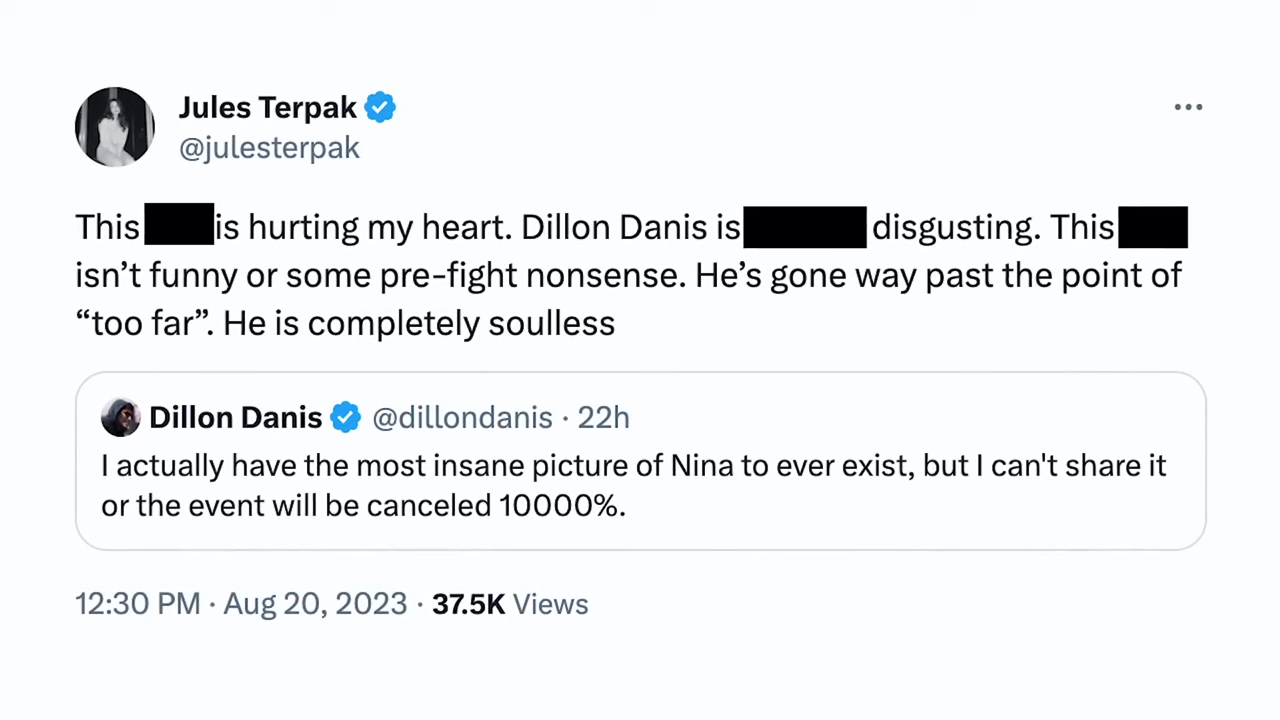 Jules Terpak
@julesterpak
This is hurting my heart. Dillon Danis is disgusting. This
isn’t funny or some pre-fight nonsense. He’s gone way past the point of
“too far”. He is completely soulless
Dillon Danis @dillondanis · 22h
I actually have the most insane picture of Nina to ever exist, but I can't share it
or the event will be canceled 10000%.
12:30 PM · Aug 20, 2023 · 37.5K Views